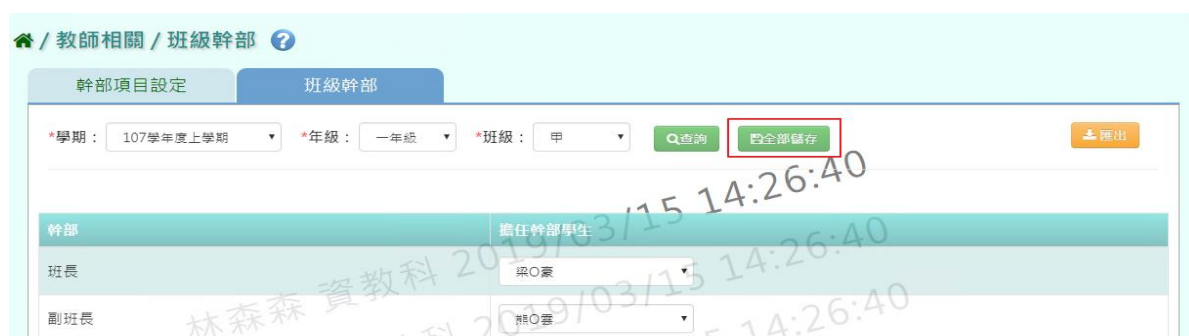 / 教師相關 / 班級幹部 ?
幹部項目設定 班級幹部
*學期： 107學年度上學期 *年級： 一年級 *班級： 甲 查詢 全部儲存 匯出
幹部 擔任幹部學生
班長 梁O豪
副班長 熊O雲
林森森 資教科 2019/03/15 14:26:40
科 2019/03/15 14:26:40
5 14:26:40